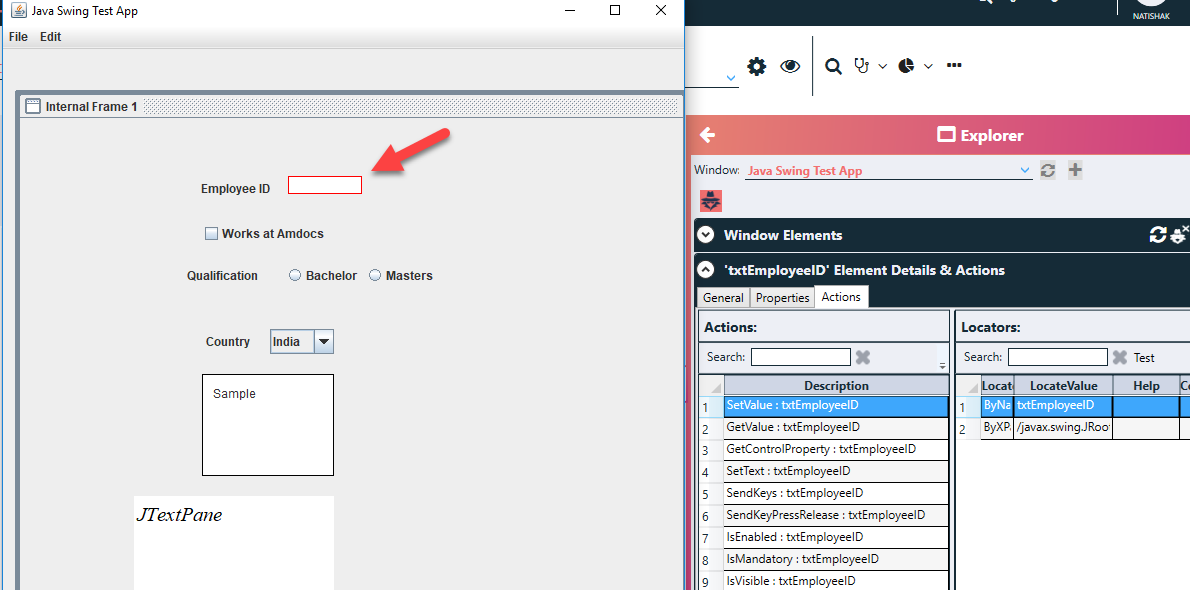 Java Swing Test App
File Edit
Internal Frame 1
Employee ID
Works at Amdocs
Qualification Bachelor Masters
Country India
Sample
JTextPane
NATISHAK
Explorer
Window: Java Swing Test App
Window Elements
'txtEmployeeID' Element Details & Actions
General Properties Actions
Actions:
Search:
Description
1 SetValue : txtEmployeeID
2 GetValue : txtEmployeeID
3 GetControlProperty : txtEmployeeID
4 SetText : txtEmployeeID
5 SendKeys : txtEmployeeID
6 SendKeyPressRelease : txtEmployeeID
7 IsEnabled : txtEmployeeID
8 IsMandatory : txtEmployeeID
9 IsVisible : txtEmployeeID
Locators:
Search: Test
Locat LocateValue Help
1 ByNa txtEmployeeID
2 ByXP /javax.swing.JRoo